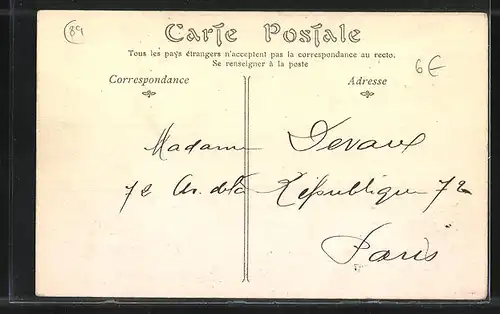 89
Carte Postale
Tous les pays étrangers n'acceptent pas la correspondance au recto.
Se renseigner à la poste
6€
Correspondance
Adresse
Madame Devaux
72 Av. de la République 72
Paris